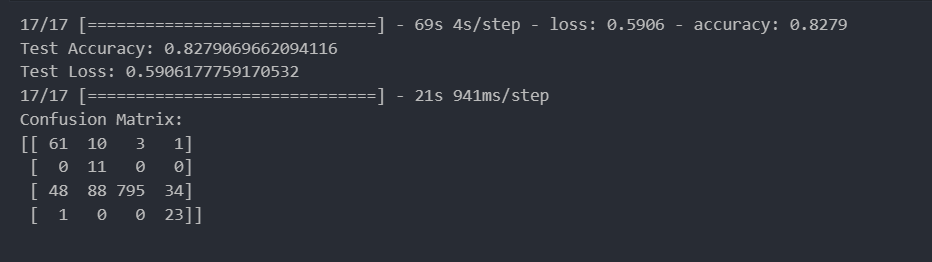 17/17 [==============================] - 69s 4s/step - loss: 0.5906 - accuracy: 0.8279
Test Accuracy: 0.8279069662094116
Test Loss: 0.5906177759170532
17/17 [==============================] - 21s 941ms/step
Confusion Matrix:
[[ 61  10   3   1]
 [  0  11   0   0]
 [ 48  88 795  34]
 [  1   0   0  23]]